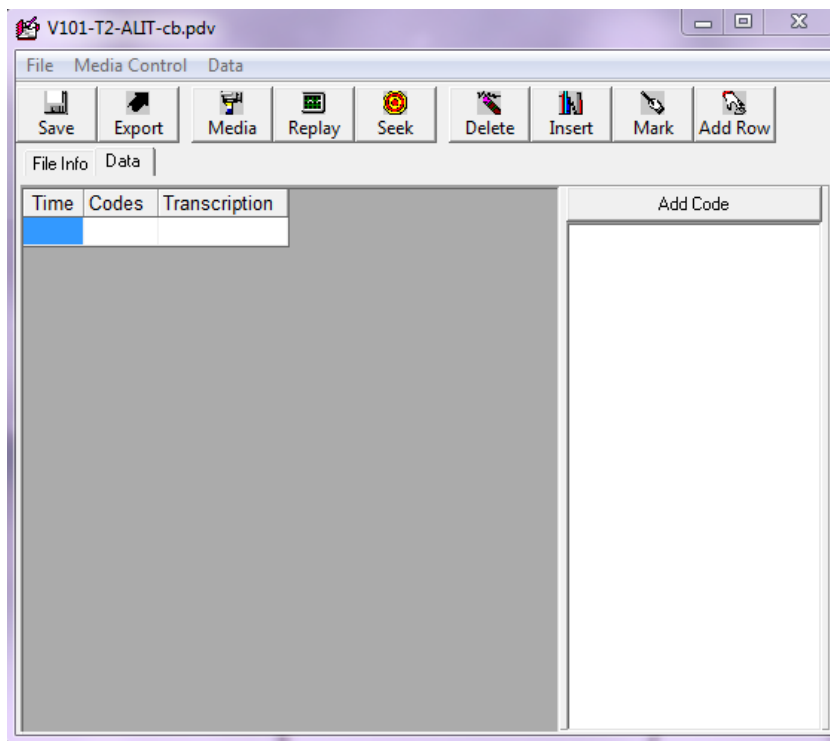 V101-T2-ALIT-cb.pdv
File Media Control Data
Save Export Media Replay Seek Delete Insert Mark Add Row
File Info Data
Time Codes Transcription Add Code